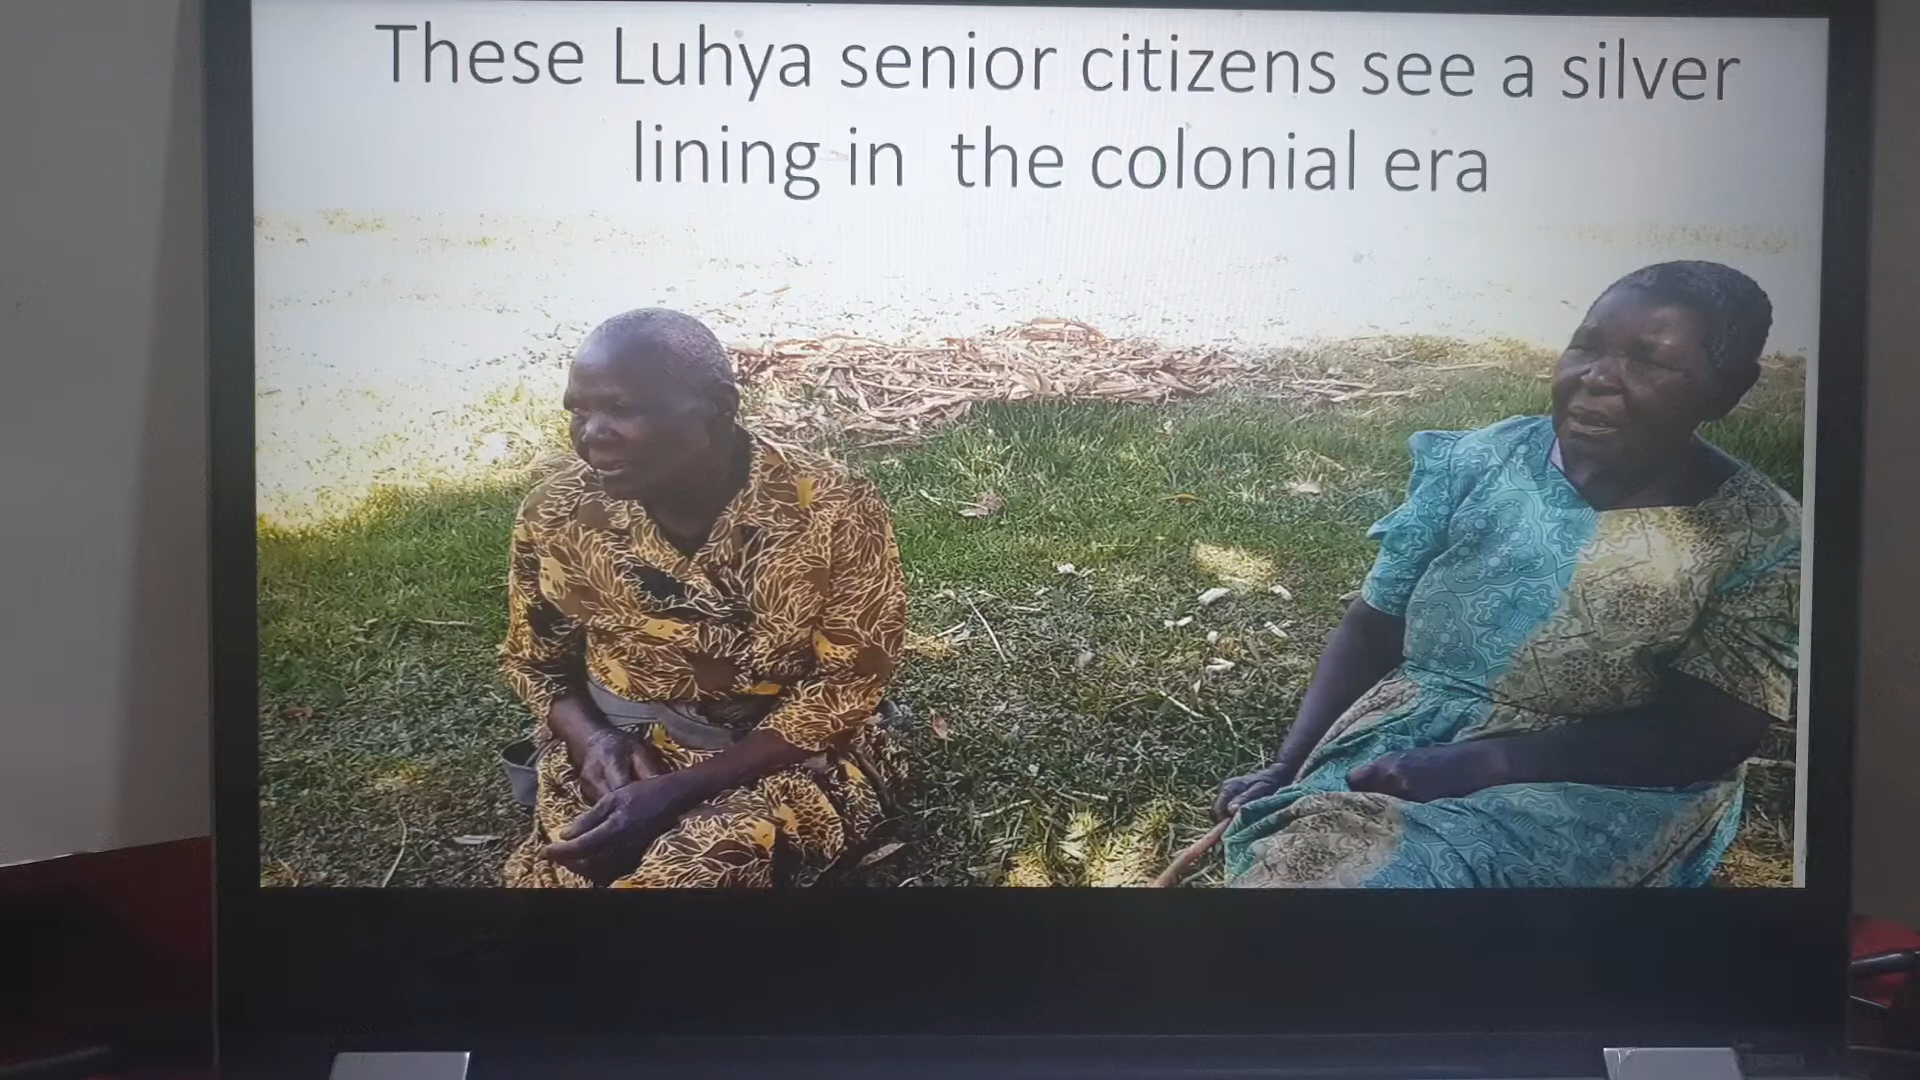 These Luhya senior citizens see a silver
lining in the colonial era